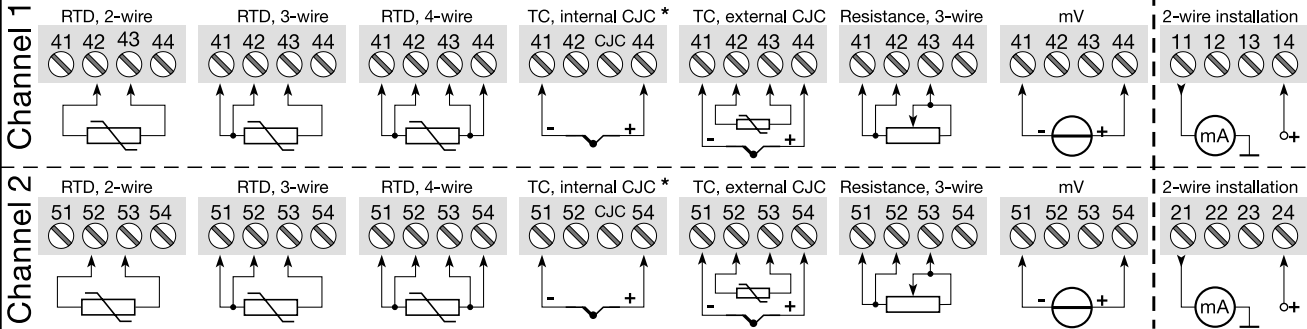 Channel 1
RTD, 2-wire RTD, 3-wire RTD, 4-wire TC, internal CJC * TC, external CJC Resistance, 3-wire mV 2-wire installation
41 42 43 44 41 42 43 44 41 42 43 44 41 42 CJC 44 41 42 43 44 41 42 43 44 41 42 43 44 11 12 13 14
- + - + - + mA +
Channel 2
RTD, 2-wire RTD, 3-wire RTD, 4-wire TC, internal CJC * TC, external CJC Resistance, 3-wire mV 2-wire installation
51 52 53 54 51 52 53 54 51 52 53 54 51 52 CJC 54 51 52 53 54 51 52 53 54 51 52 53 54 21 22 23 24
- + - + - + mA +